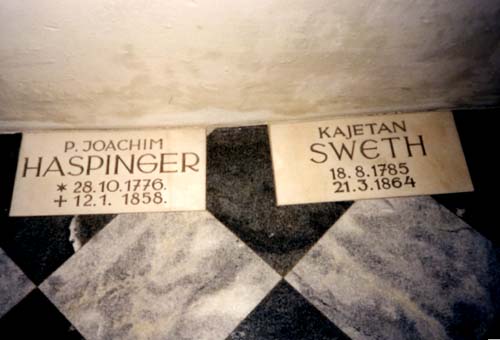 P. JOACHIM
HASPINGER
* 28.10.1776.
+ 12.1. 1858.
KAJETAN
SWETH
18.8.1785
21.3.1864